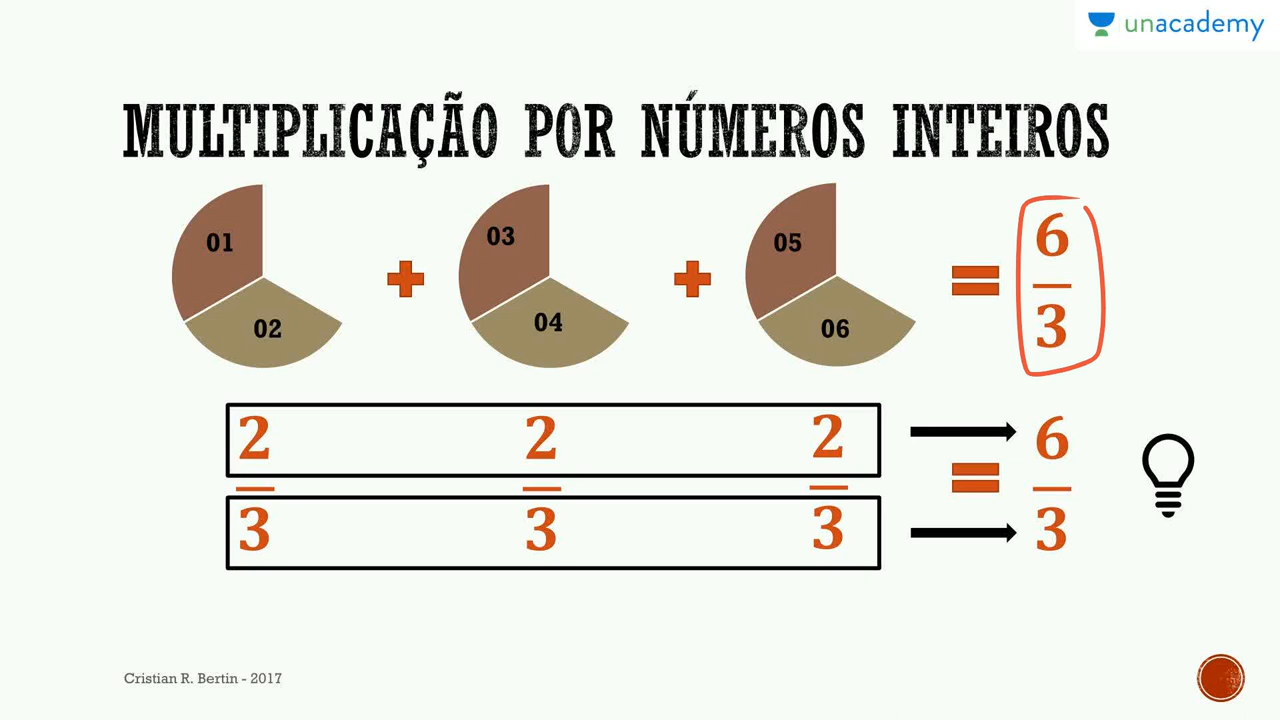 unacademy
MULTIPLICAÇÃO POR NÚMEROS INTEIROS
01 03 05 6
02 + 04 + 06 = 3
2 2 2 6
=
3 3 3 3
Cristian R. Bertin - 2017